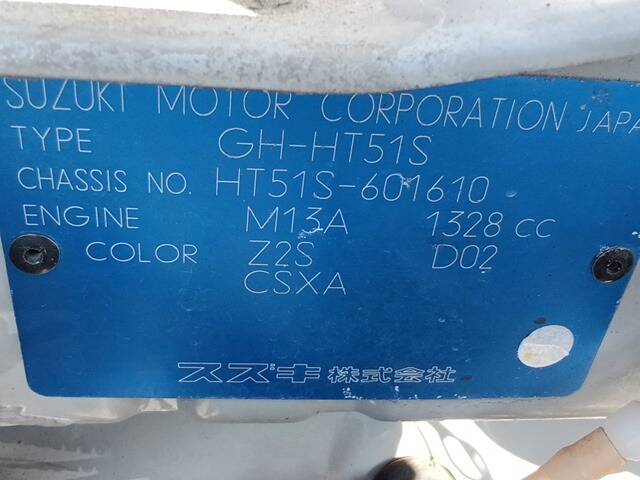 SUZUKI MOTOR CORPORATION JAPA
TYPE GH-HT51S
CHASSIS NO. HT51S-601610
ENGINE M13A 1328 CC
COLOR Z2S D02
CSXA
スズキ株式会社